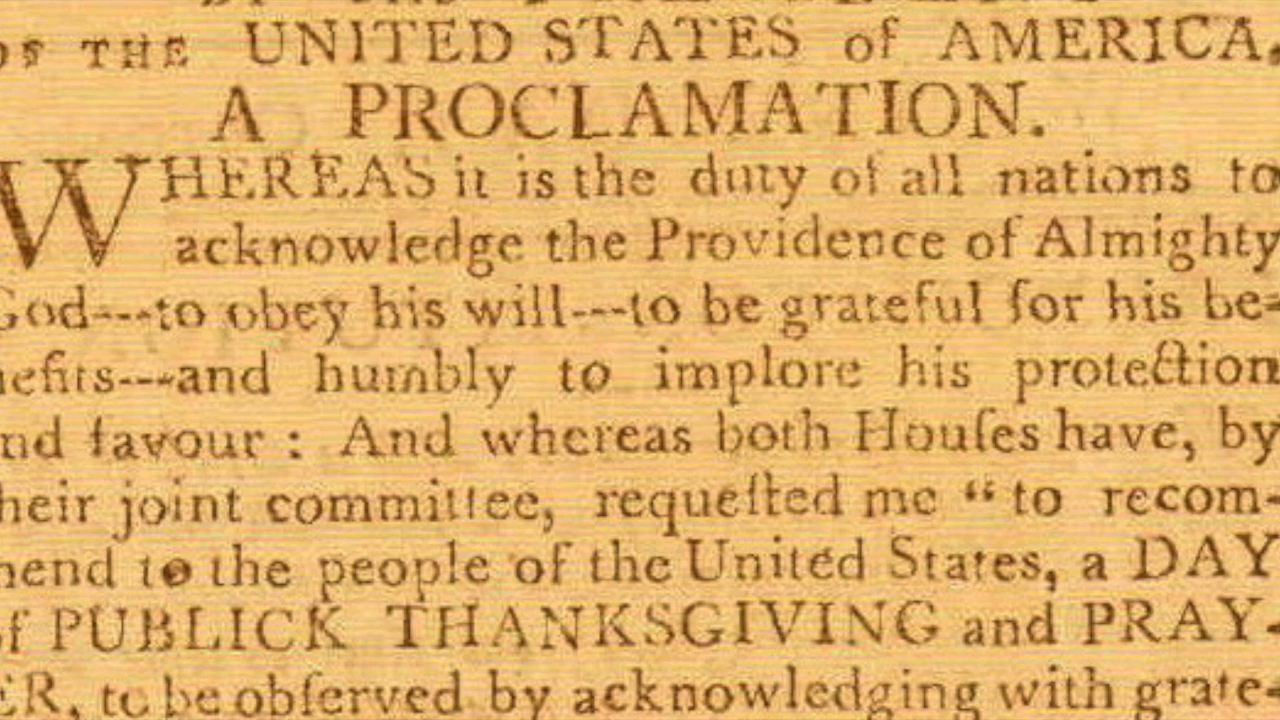 OF THE UNITED STATES of AMERICA,
A PROCLAMATION.
WHEREAS it is the duty of all nations to
acknowledge the Providence of Almighty
God---to obey his will---to be grateful for his be-
nefits---and humbly to implore his protection
nd favour : And whereas both Houſes have, by
heir joint committee, requeſted me “ to recom-
mend to the people of the United States, a DAY
of PUBLICK THANKSGIVING and PRAY-
ER, to be obſerved by acknowledging with grate-